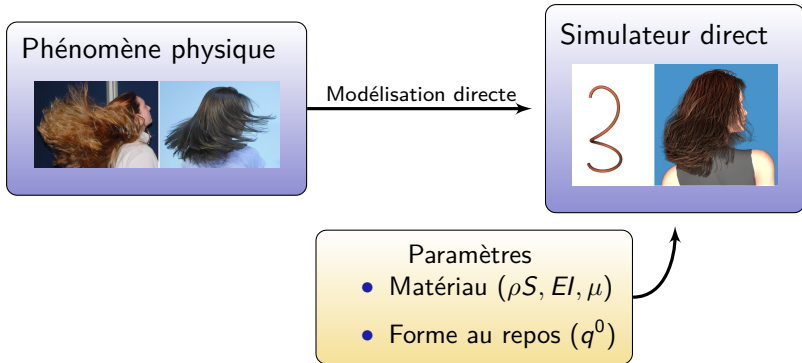 Phénomène physique
Modélisation directe
Simulateur direct
Paramètres
• Matériau (ρS, EI, μ)
• Forme au repos (q⁰)